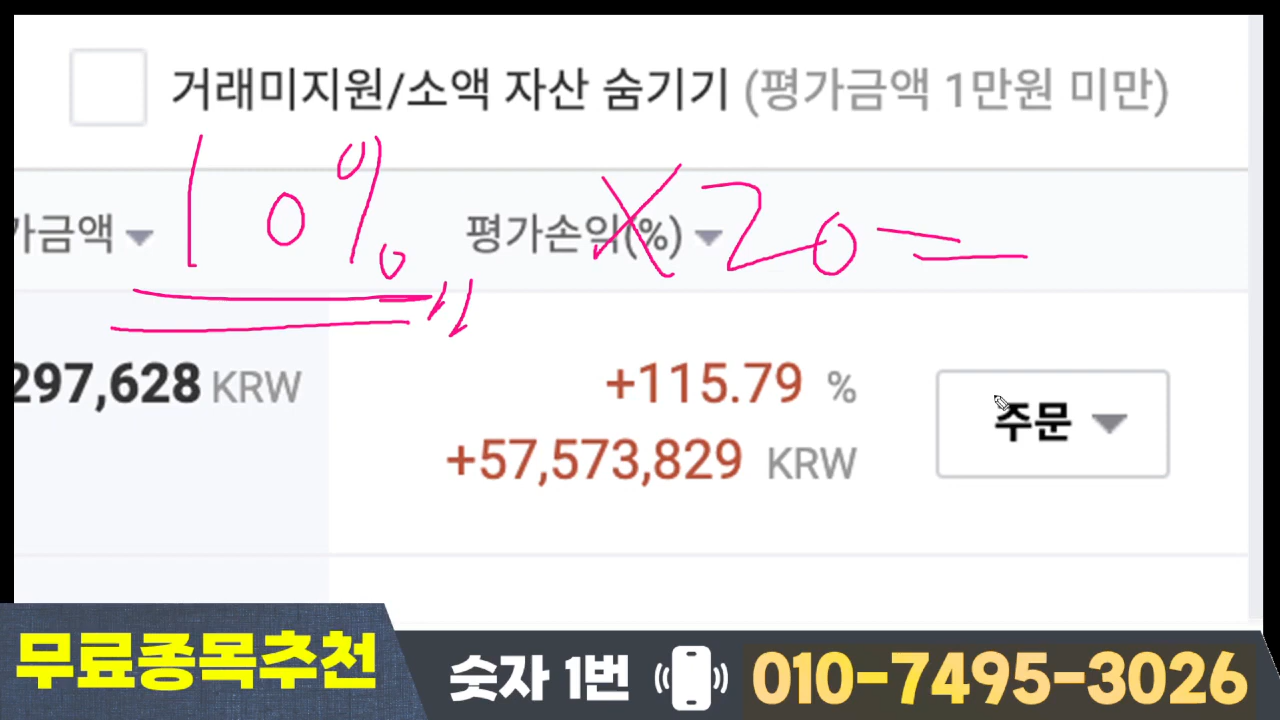 거래미지원/소액 자산 숨기기 (평가금액 1만원 미만)
10% X20=
가금액 평가손익(%)
297,628 KRW +115.79 %
+57,573,829 KRW
주문
무료종목추천
숫자 1번 010-7495-3026